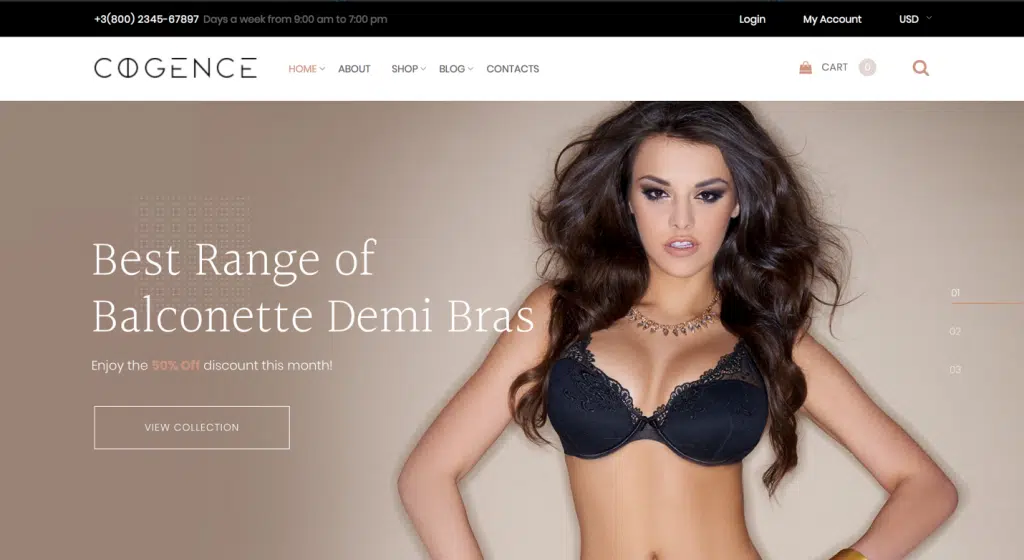 +3(800) 2345-67897 Days a week from 9:00 am to 7:00 pm
Login My Account USD
COGENCE
HOME ABOUT SHOP BLOG CONTACTS
CART 0
Best Range of
Balconette Demi Bras
Enjoy the 50% Off discount this month!
VIEW COLLECTION
01
02
03